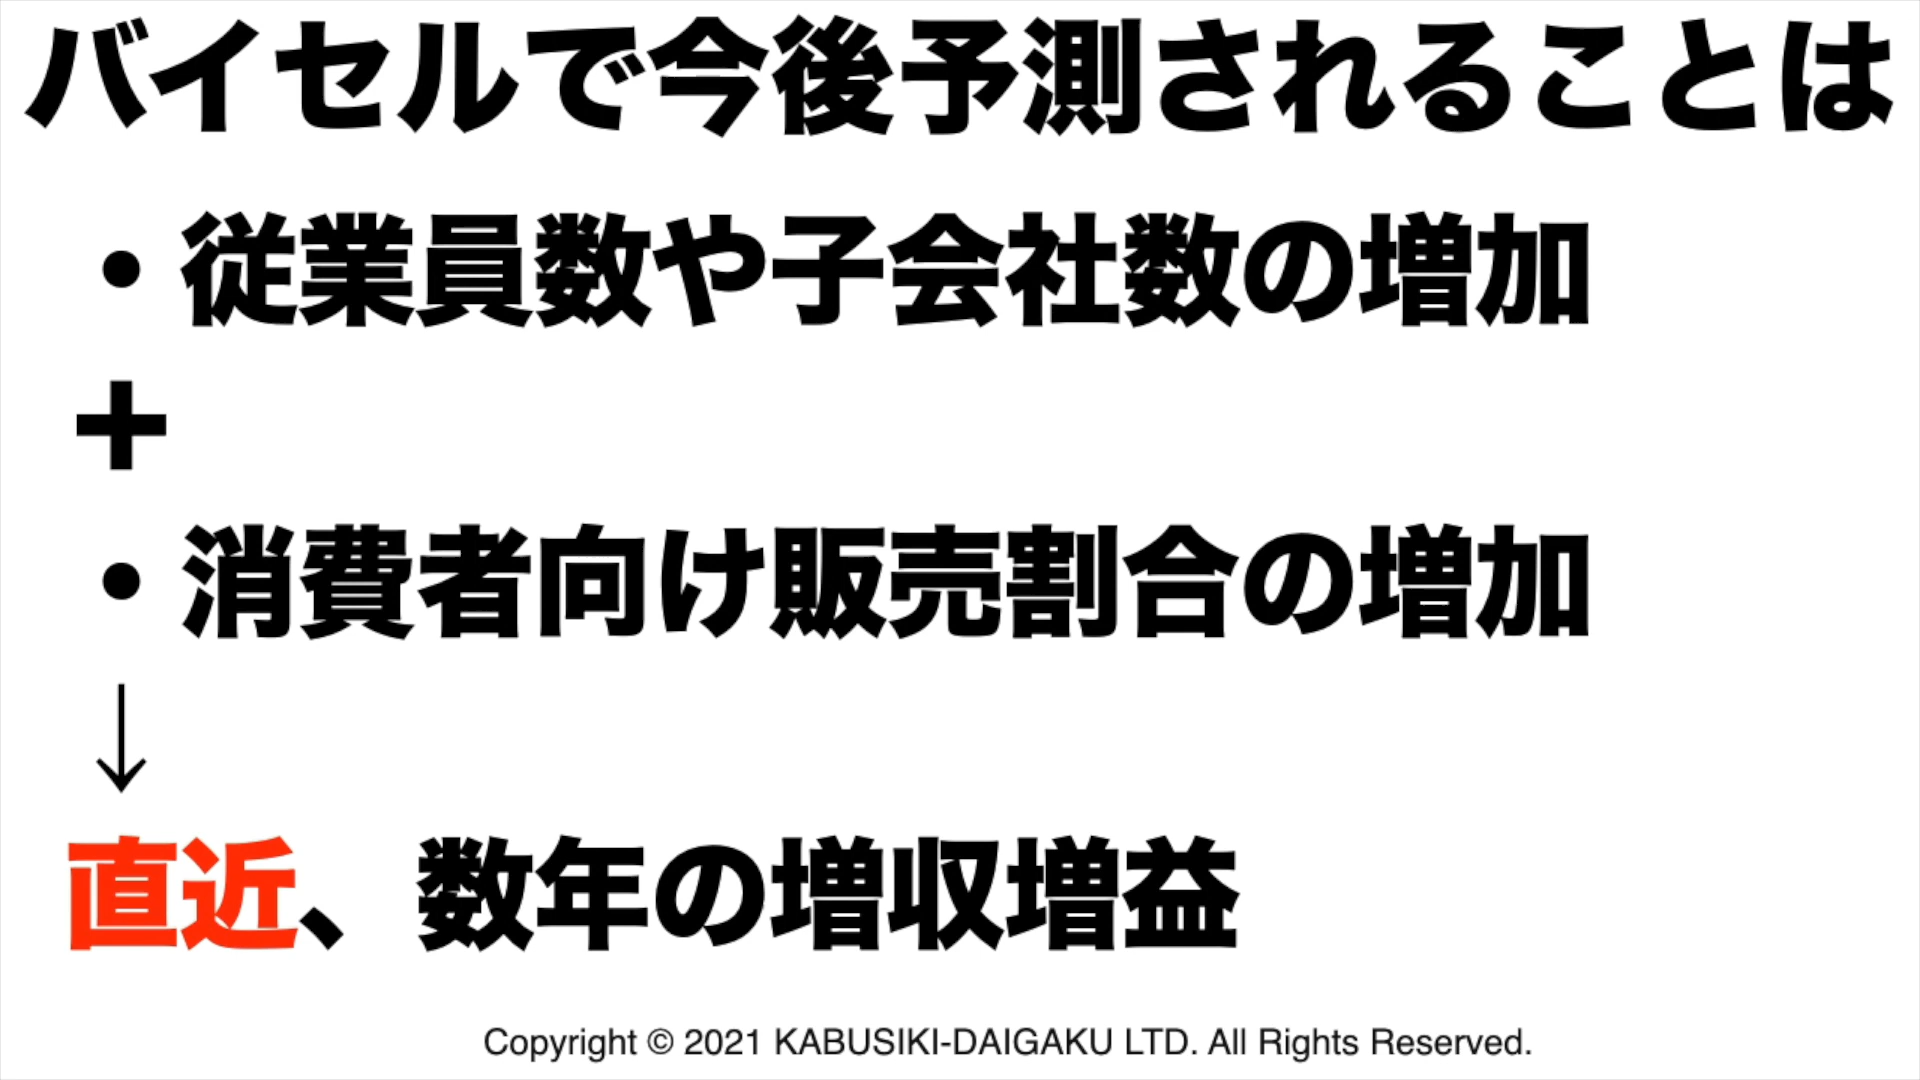 バイセルで今後予測されることは
・従業員数や子会社数の増加
+
・消費者向け販売割合の増加
↓
直近、数年の増収増益
Copyright © 2021 KABUSIKI-DAIGAKU LTD. All Rights Reserved.